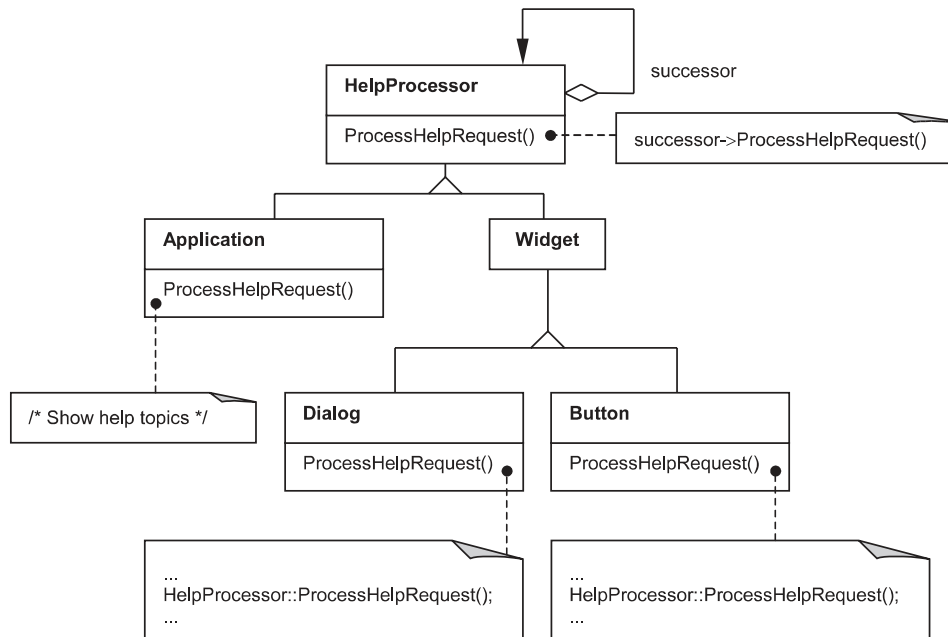 successor
HelpProcessor
ProcessHelpRequest()
successor->ProcessHelpRequest()
Application
ProcessHelpRequest()
Widget
/* Show help topics */
Dialog
ProcessHelpRequest()
Button
ProcessHelpRequest()
...
HelpProcessor::ProcessHelpRequest();
...
...
HelpProcessor::ProcessHelpRequest();
...